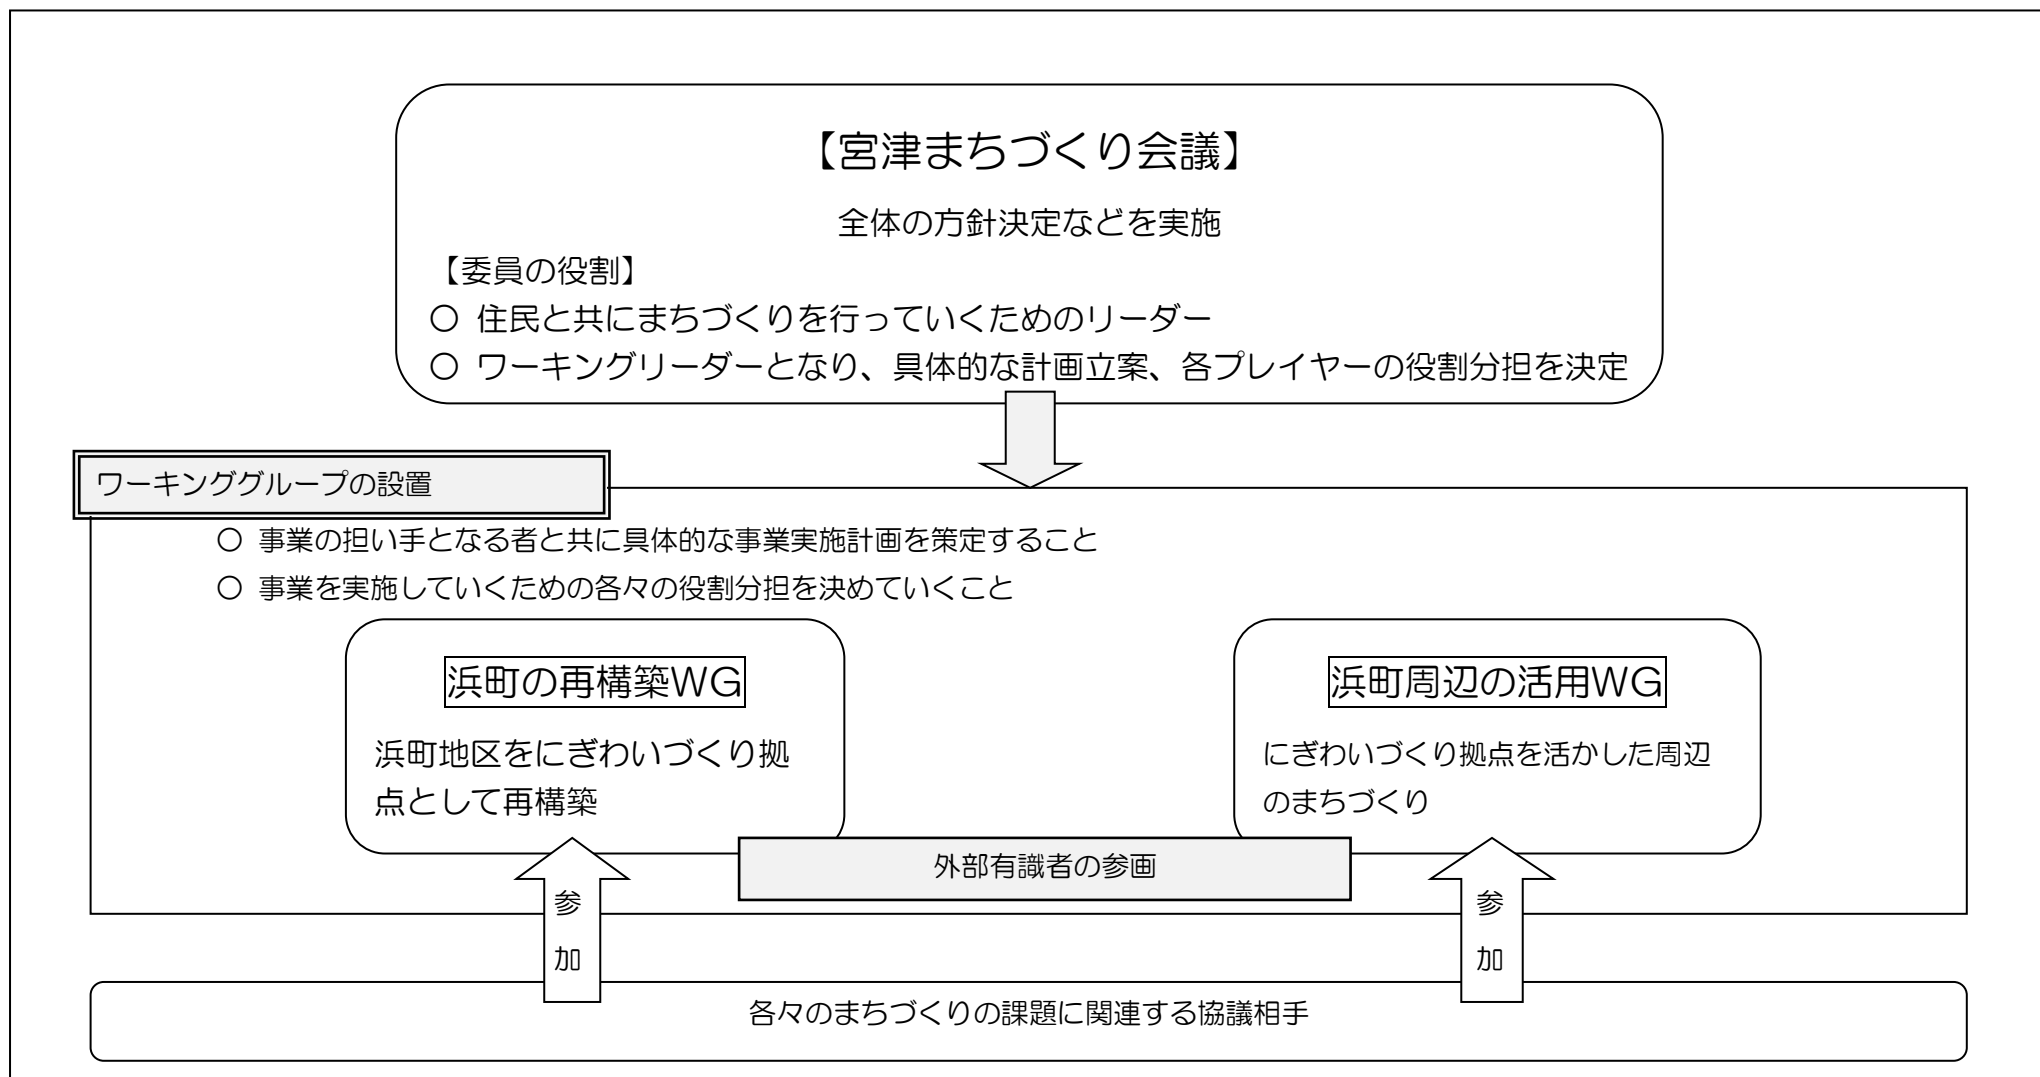 【宮津まちづくり会議】
全体の方針決定などを実施
【委員の役割】
○ 住民と共にまちづくりを行っていくためのリーダー
○ ワーキングリーダーとなり、具体的な計画立案、各プレイヤーの役割分担を決定
ワーキンググループの設置
○ 事業の担い手となる者と共に具体的な事業実施計画を策定すること
○ 事業を実施していくための各々の役割分担を決めていくこと
浜町の再構築WG
浜町地区をにぎわいづくり拠
点として再構築
浜町周辺の活用WG
にぎわいづくり拠点を活かした周辺
のまちづくり
外部有識者の参画
参
加
参
加
各々のまちづくりの課題に関連する協議相手